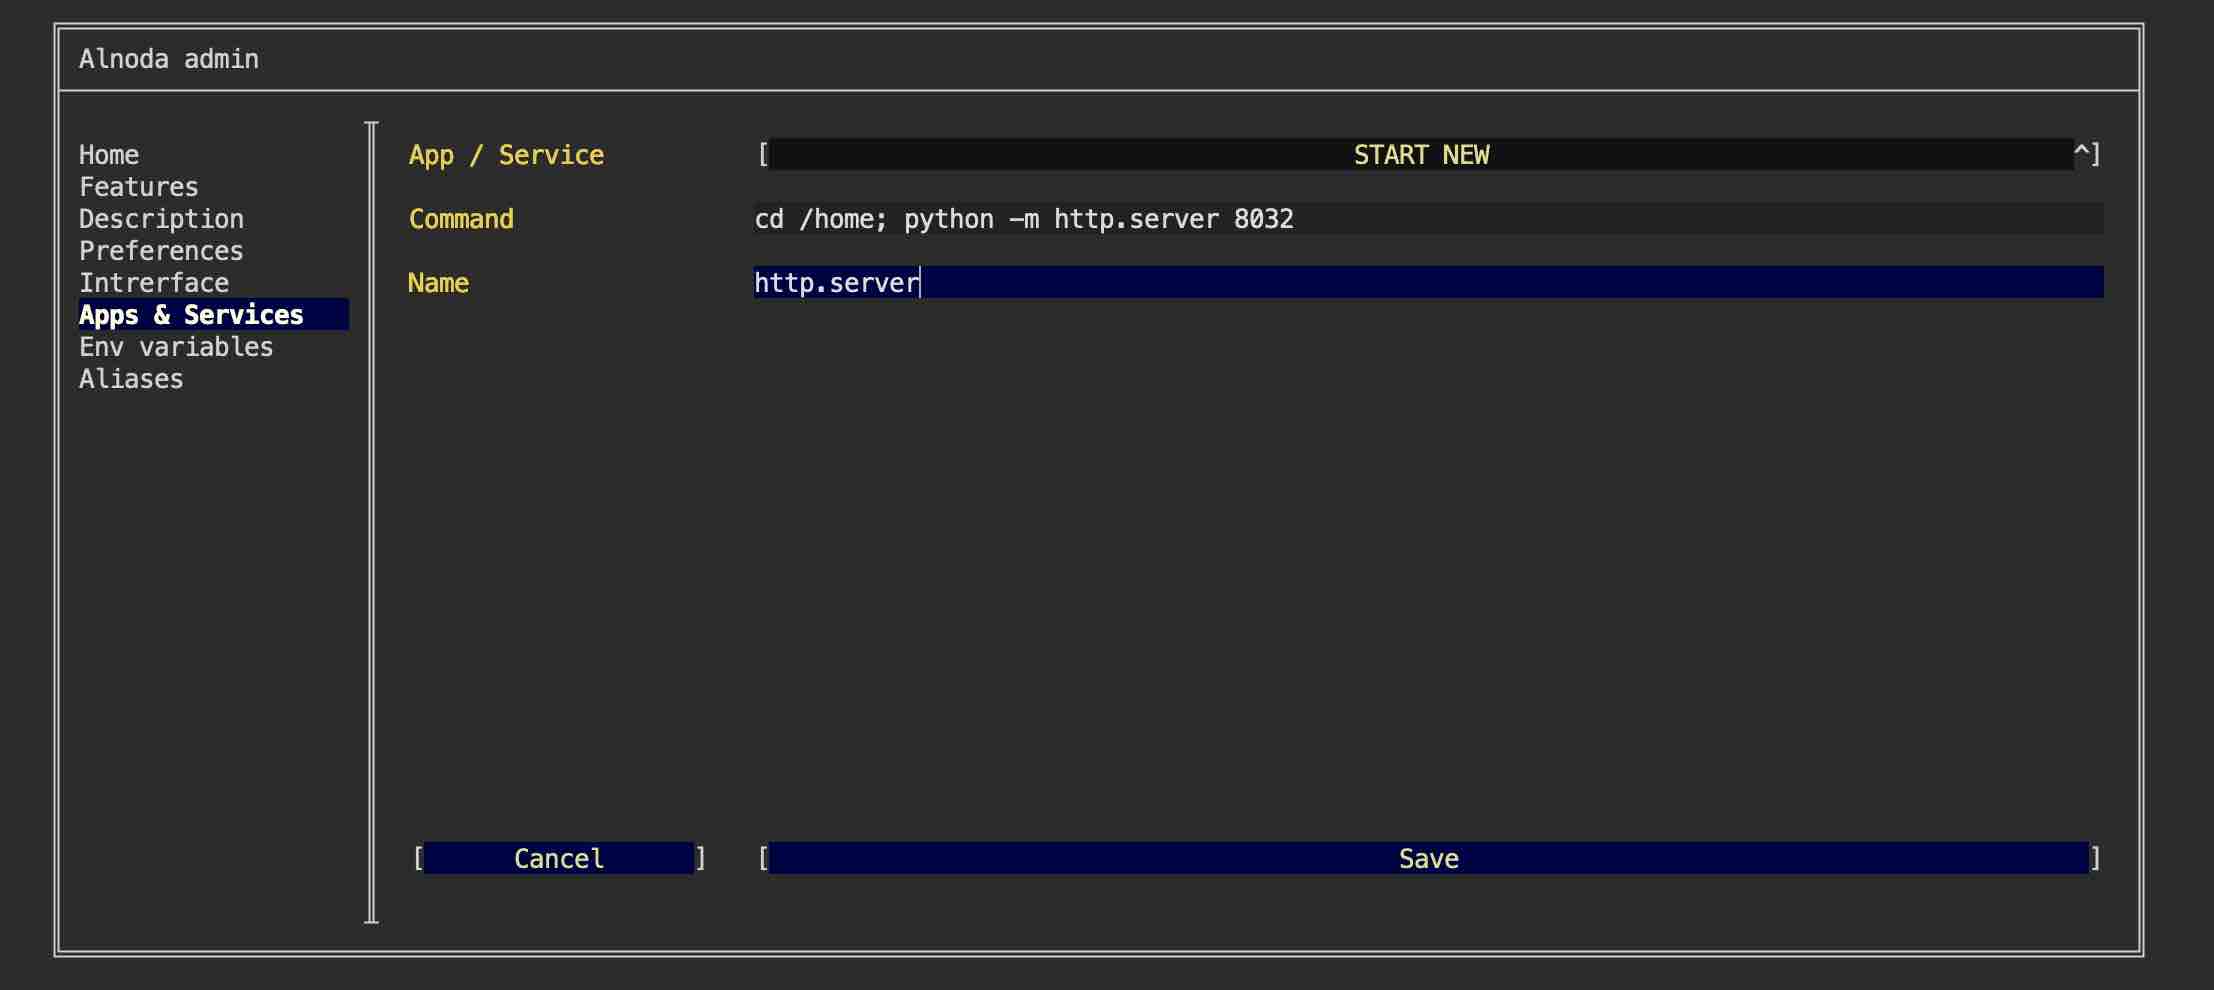 Alnoda admin
Home
Features
Description
Preferences
Intrerface
Apps & Services
Env variables
Aliases
App / Service [ START NEW ^]
Command cd /home; python -m http.server 8032
Name http.server
[ Cancel ] [ Save ]